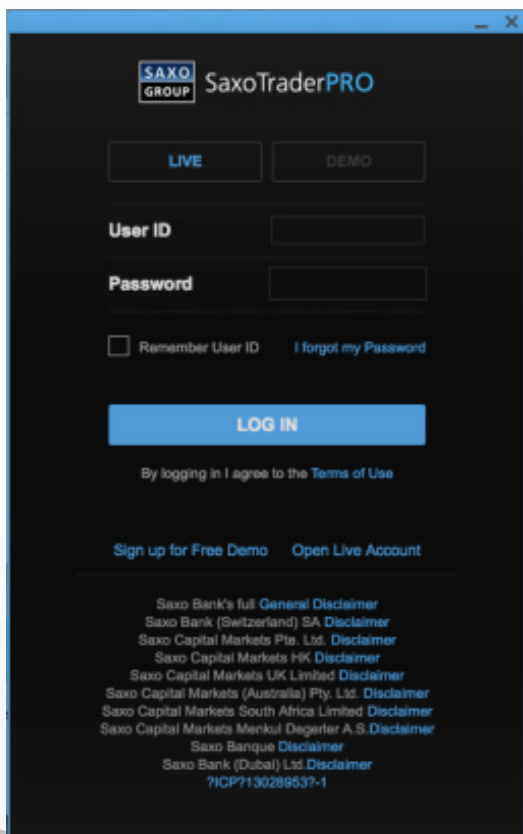 SAXO
GROUP
SaxoTraderPRO
LIVE
DEMO
User ID
Password
Remember User ID
I forgot my Password
LOG IN
By logging in I agree to the Terms of Use
Sign up for Free Demo
Open Live Account
Saxo Bank's full General Disclaimer
Saxo Bank (Switzerland) SA Disclaimer
Saxo Capital Markets Pte. Ltd. Disclaimer
Saxo Capital Markets HK Disclaimer
Saxo Capital Markets UK Limited Disclaimer
Saxo Capital Markets (Australia) Pty. Ltd. Disclaimer
Saxo Capital Markets South Africa Limited Disclaimer
Saxo Capital Markets Menkul Degerler A.S.Disclaimer
Saxo Banque Disclaimer
Saxo Bank (Dubai) Ltd.Disclaimer
?ICP?13028953?-1